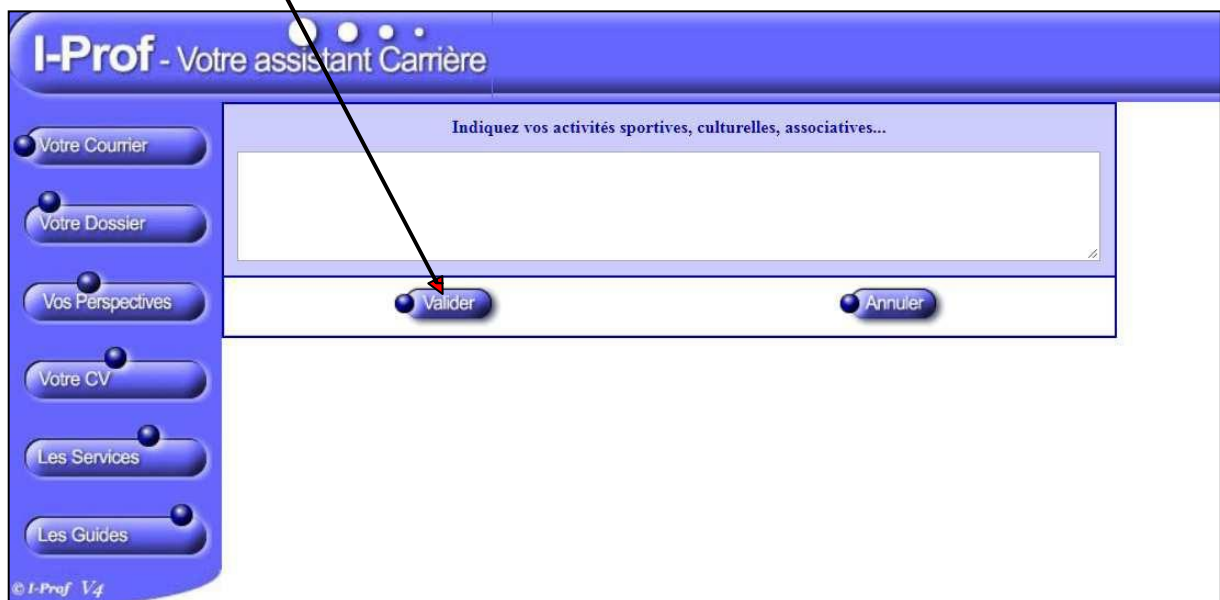 I-Prof - Votre assistant Carrière
Indiquez vos activités sportives, culturelles, associatives...
Votre Courrier
Votre Dossier
Vos Perspectives
Valider
Annuler
Votre CV
Les Services
Les Guides
© I-Prof V4